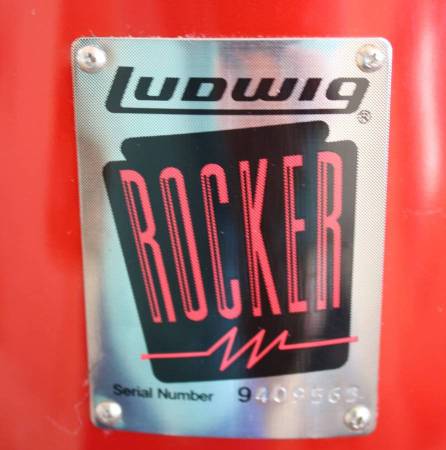 Ludwig®
ROCKER
Serial Number 9409563